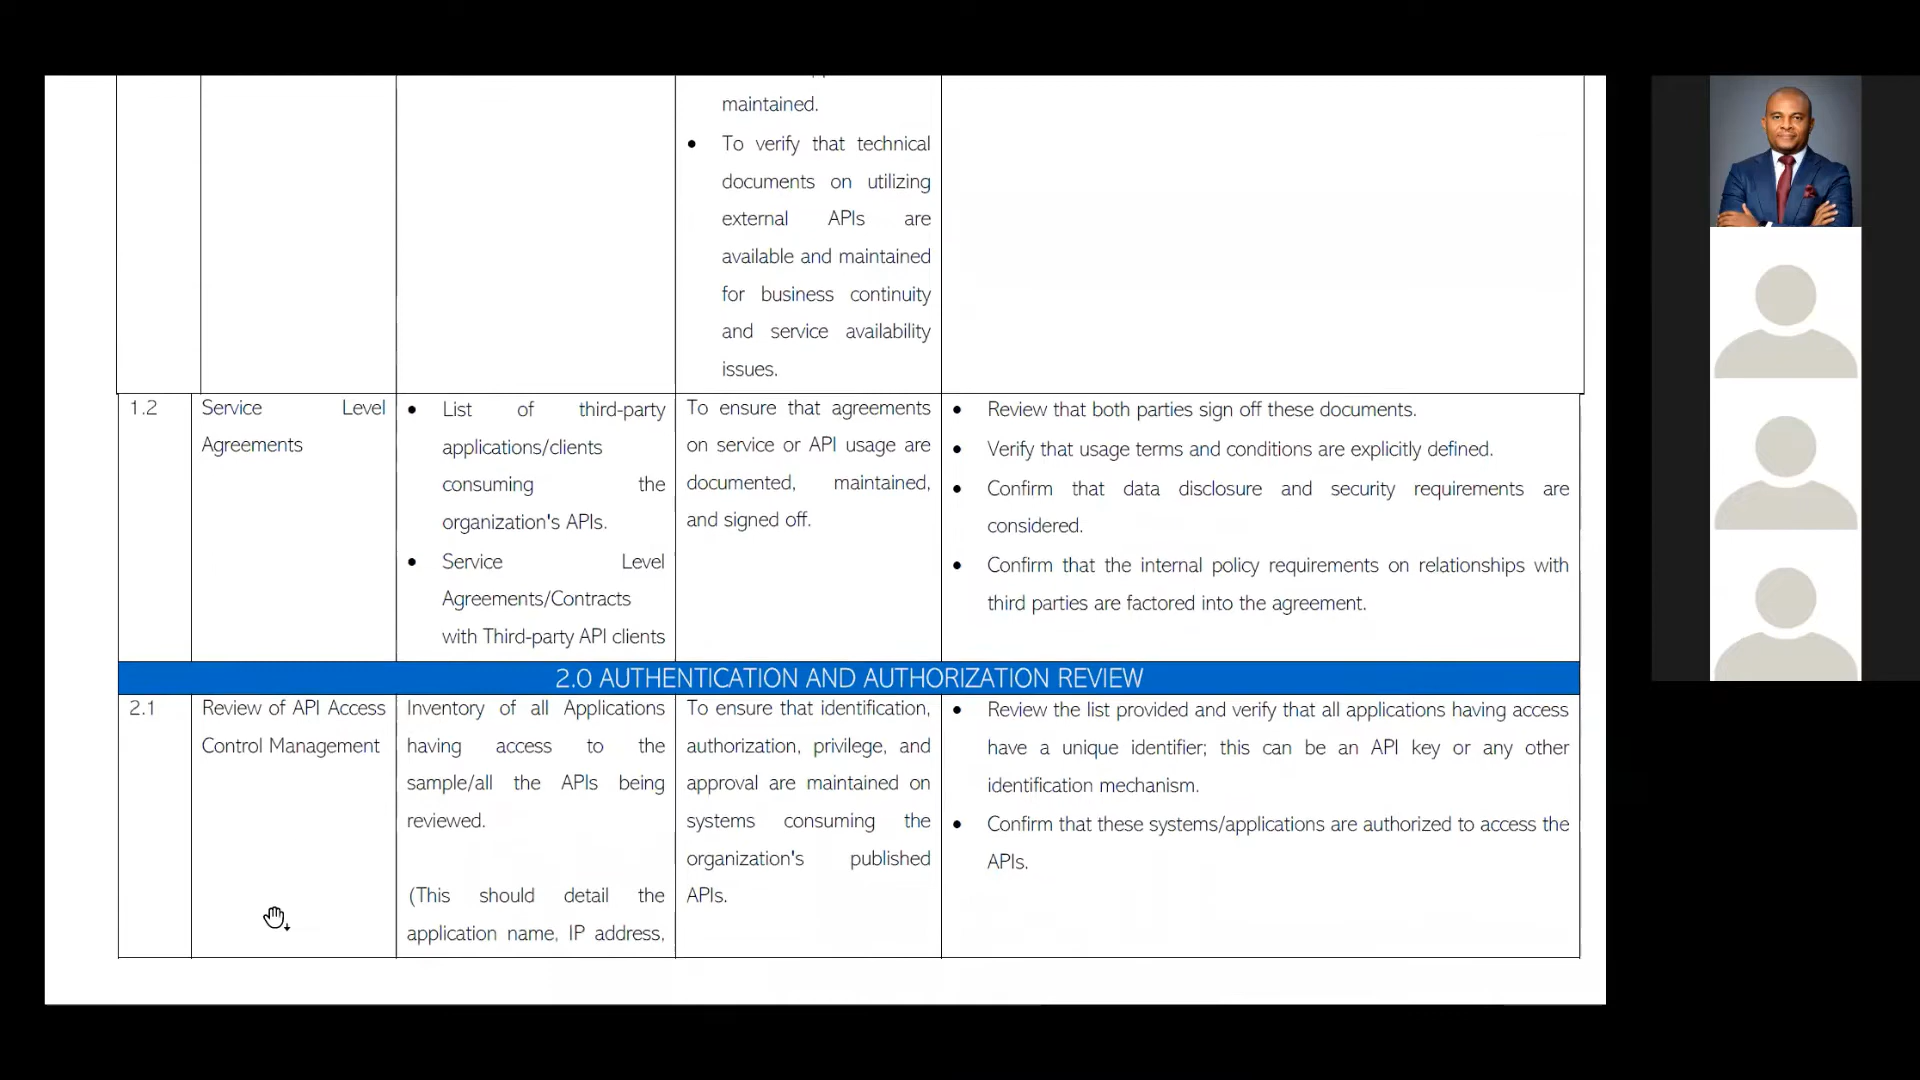 maintained.
• To verify that technical
documents on utilizing
external APIs are
available and maintained
for business continuity
and service availability
issues.
1.2
Service Level
Agreements
• List of third-party
applications/clients
consuming the
organization's APIs.
• Service Level
Agreements/Contracts
with Third-party API clients
To ensure that agreements
on service or API usage are
documented, maintained,
and signed off.
• Review that both parties sign off these documents.
• Verify that usage terms and conditions are explicitly defined.
• Confirm that data disclosure and security requirements are
considered.
• Confirm that the internal policy requirements on relationships with
third parties are factored into the agreement.
2.0 AUTHENTICATION AND AUTHORIZATION REVIEW
2.1
Review of API Access
Control Management
Inventory of all Applications
having access to the
sample/all the APIs being
reviewed.
(This should detail the
application name, IP address,
To ensure that identification,
authorization, privilege, and
approval are maintained on
systems consuming the
organization's published
APIs.
• Review the list provided and verify that all applications having access
have a unique identifier; this can be an API key or any other
identification mechanism.
• Confirm that these systems/applications are authorized to access the
APIs.